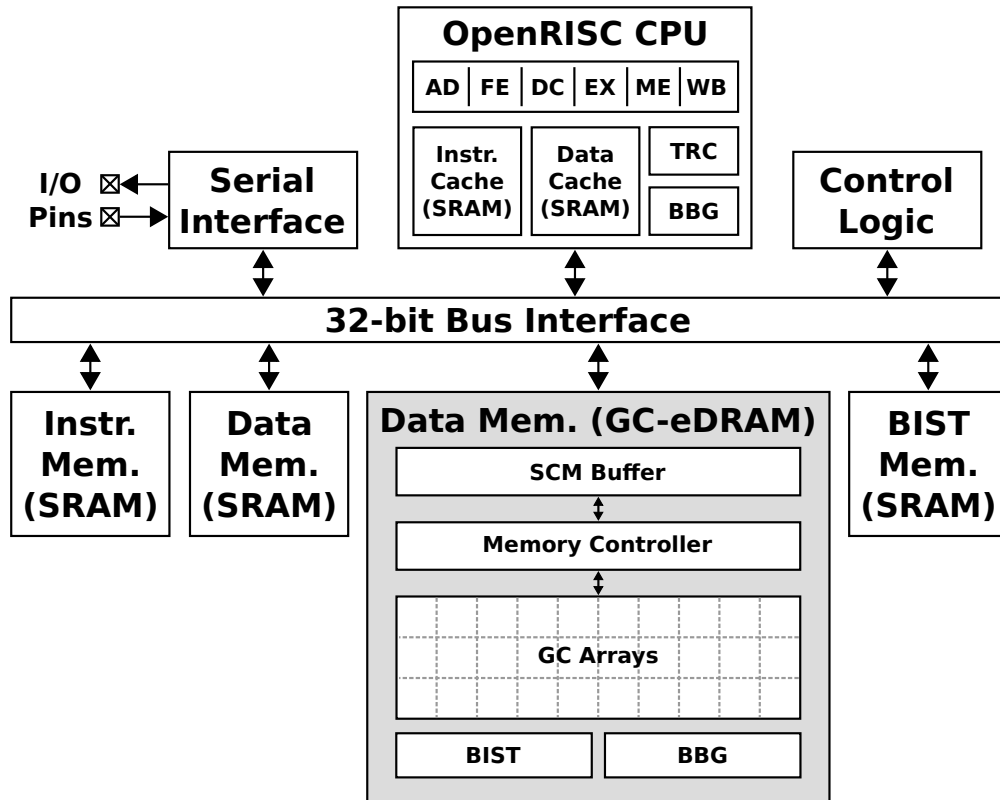 OpenRISC CPU
AD FE DC EX ME WB
Instr.
Cache
(SRAM)
Data
Cache
(SRAM)
TRC
BBG
I/O
Pins
Serial
Interface
Control
Logic
32-bit Bus Interface
Instr.
Mem.
(SRAM)
Data
Mem.
(SRAM)
Data Mem. (GC-eDRAM)
SCM Buffer
Memory Controller
GC Arrays
BIST
BBG
BIST
Mem.
(SRAM)